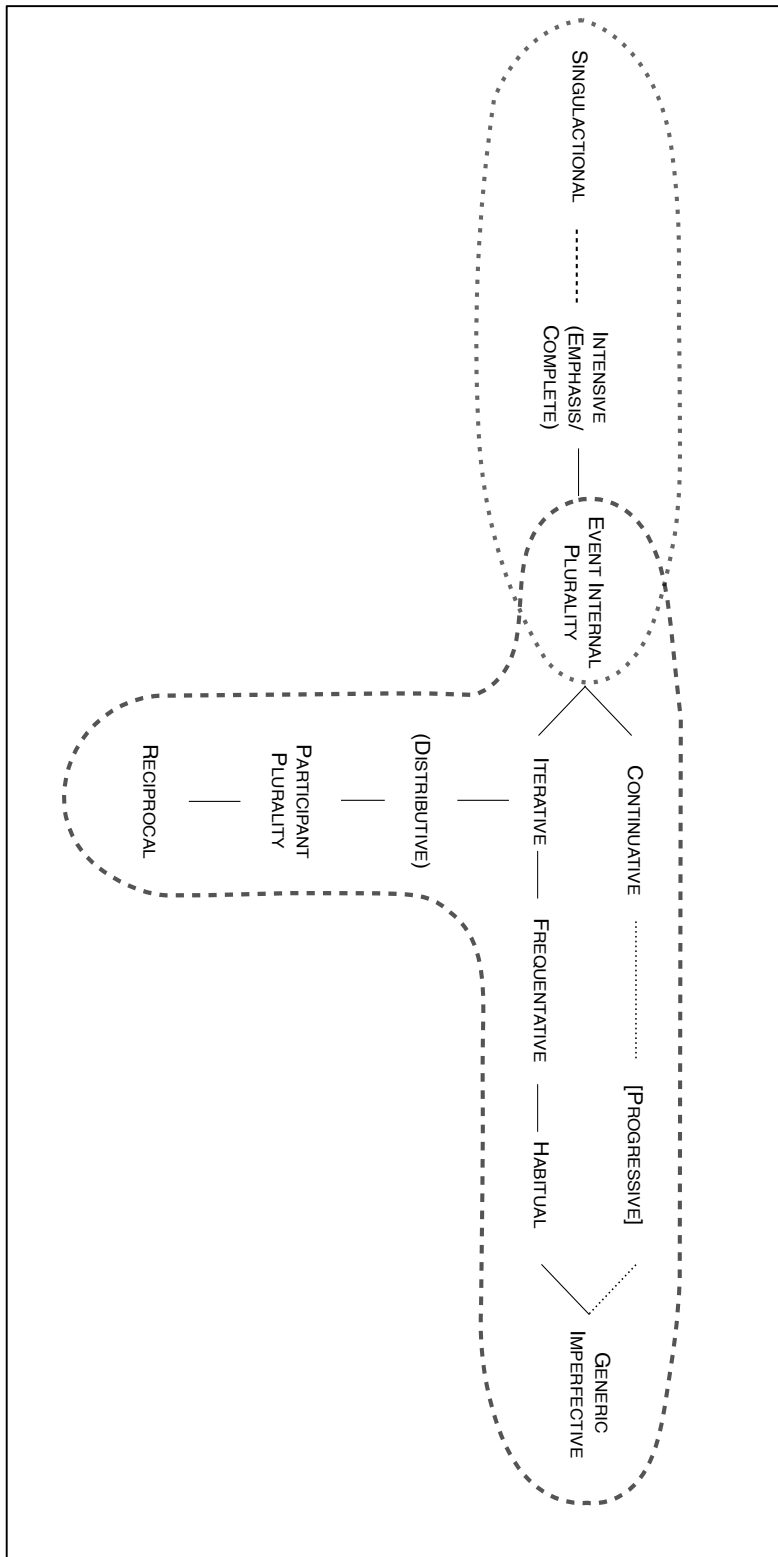 SINGULACTIONAL
INTENSIVE
(EMPHASIS/
COMPLETE)
EVENT INTERNAL
PLURALITY
CONTINUATIVE
[PROGRESSIVE]
ITERATIVE
FREQUENTATIVE
HABITUAL
GENERIC
IMPERFECTIVE
(DISTRIBUTIVE)
PARTICIPANT
PLURALITY
RECIPROCAL